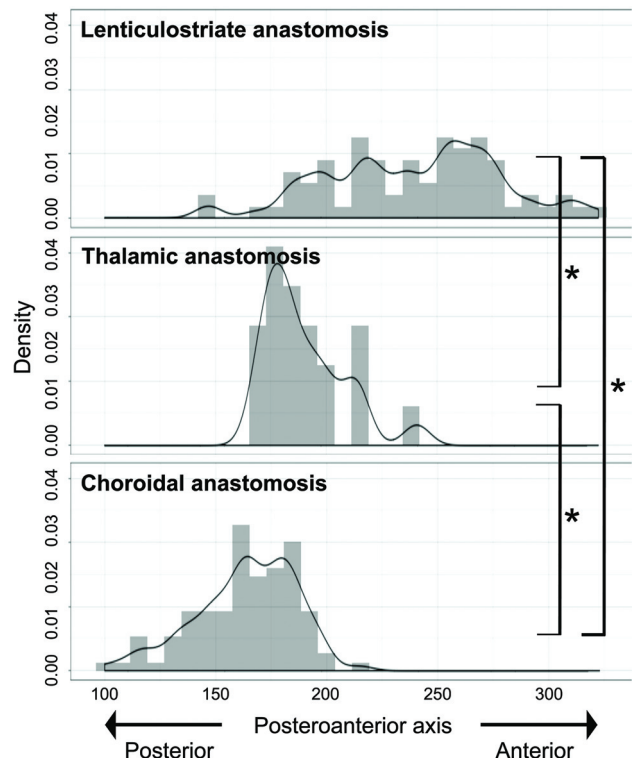 Lenticulostriate anastomosis
0.04
0.03
0.02
0.01
0.00
*
Thalamic anastomosis
0.04
0.03
0.02
0.01
0.00
Density
*
*
Choroidal anastomosis
0.04
0.03
0.02
0.01
0.00
100 150 200 250 300
Posteroanterior axis
Posterior Anterior